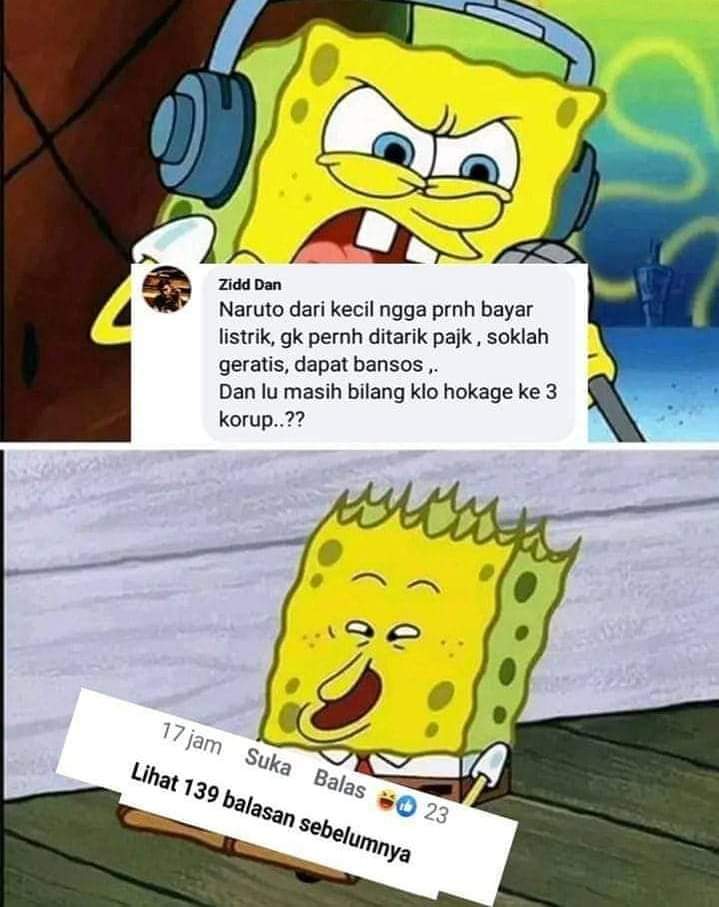 Zidd Dan
Naruto dari kecil ngga prnh bayar
listrik, gk pernh ditarik pajk , soklah
geratis, dapat bansos ,.
Dan lu masih bilang klo hokage ke 3
korup..??
17 jam Suka Balas 23
Lihat 139 balasan sebelumnya